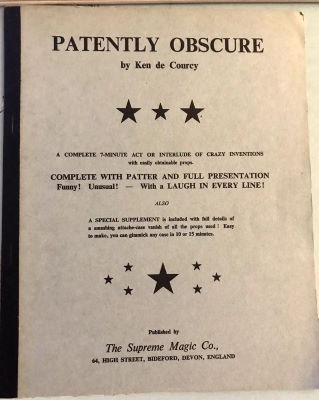 PATENTLY OBSCURE
by Ken de Courcy
A COMPLETE 7-MINUTE ACT OR INTERLUDE OF CRAZY INVENTIONS
with easily obtainable props.
COMPLETE WITH PATTER AND FULL PRESENTATION
Funny! Unusual! — With a LAUGH IN EVERY LINE!
ALSO
A SPECIAL SUPPLEMENT is included with full details of
a smashing attache-case vanish of all the props used! Easy
to make, you can gimmick any case in 10 or 15 minutes.
Published by
The Supreme Magic Co.,
64, HIGH STREET, BIDEFORD, DEVON, ENGLAND